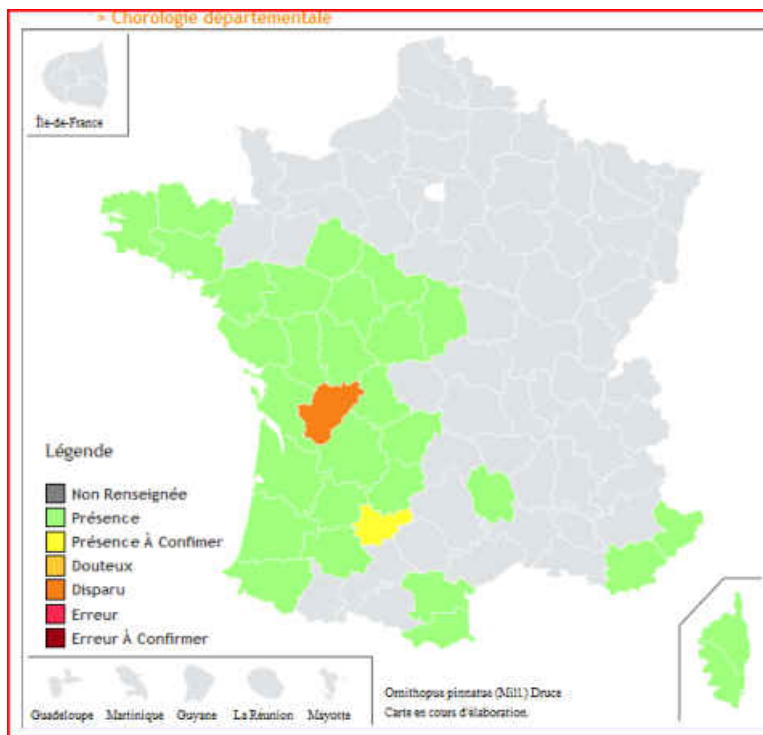 > Chorologie départementale
Île-de-France
Légende
Non Renseignée
Présence
Présence À Confimer
Douteux
Disparu
Erreur
Erreur À Confirmer
Guadeloupe Martinique Guyane La Réunion Mayotte
Ornithopus pinnatus (Mill.) Druce
Carte en cours d'élaboration.